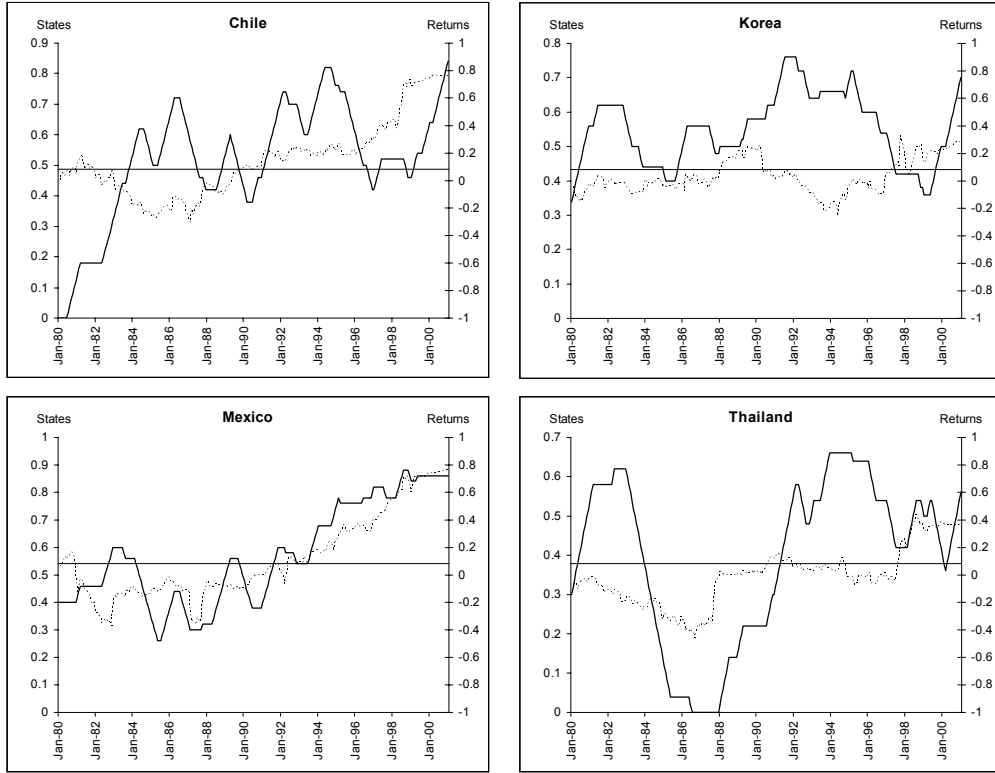 States Chile Returns
0.9
0.8
0.7
0.6
0.5
0.4
0.3
0.2
0.1
0
1
0.8
0.6
0.4
0.2
0
-0.2
-0.4
-0.6
-0.8
-1
Jan-80
Jan-82
Jan-84
Jan-86
Jan-88
Jan-90
Jan-92
Jan-94
Jan-96
Jan-98
Jan-00
States Korea Returns
0.8
0.7
0.6
0.5
0.4
0.3
0.2
0.1
0
1
0.8
0.6
0.4
0.2
0
-0.2
-0.4
-0.6
-0.8
-1
Jan-80
Jan-82
Jan-84
Jan-86
Jan-88
Jan-90
Jan-92
Jan-94
Jan-96
Jan-98
Jan-00
States Mexico Returns
1
0.9
0.8
0.7
0.6
0.5
0.4
0.3
0.2
0.1
0
1
0.8
0.6
0.4
0.2
0
-0.2
-0.4
-0.6
-0.8
-1
Jan-80
Jan-82
Jan-84
Jan-86
Jan-88
Jan-90
Jan-92
Jan-94
Jan-96
Jan-98
Jan-00
States Thailand Returns
0.7
0.6
0.5
0.4
0.3
0.2
0.1
0
1
0.8
0.6
0.4
0.2
0
-0.2
-0.4
-0.6
-0.8
-1
Jan-80
Jan-82
Jan-84
Jan-86
Jan-88
Jan-90
Jan-92
Jan-94
Jan-96
Jan-98
Jan-00